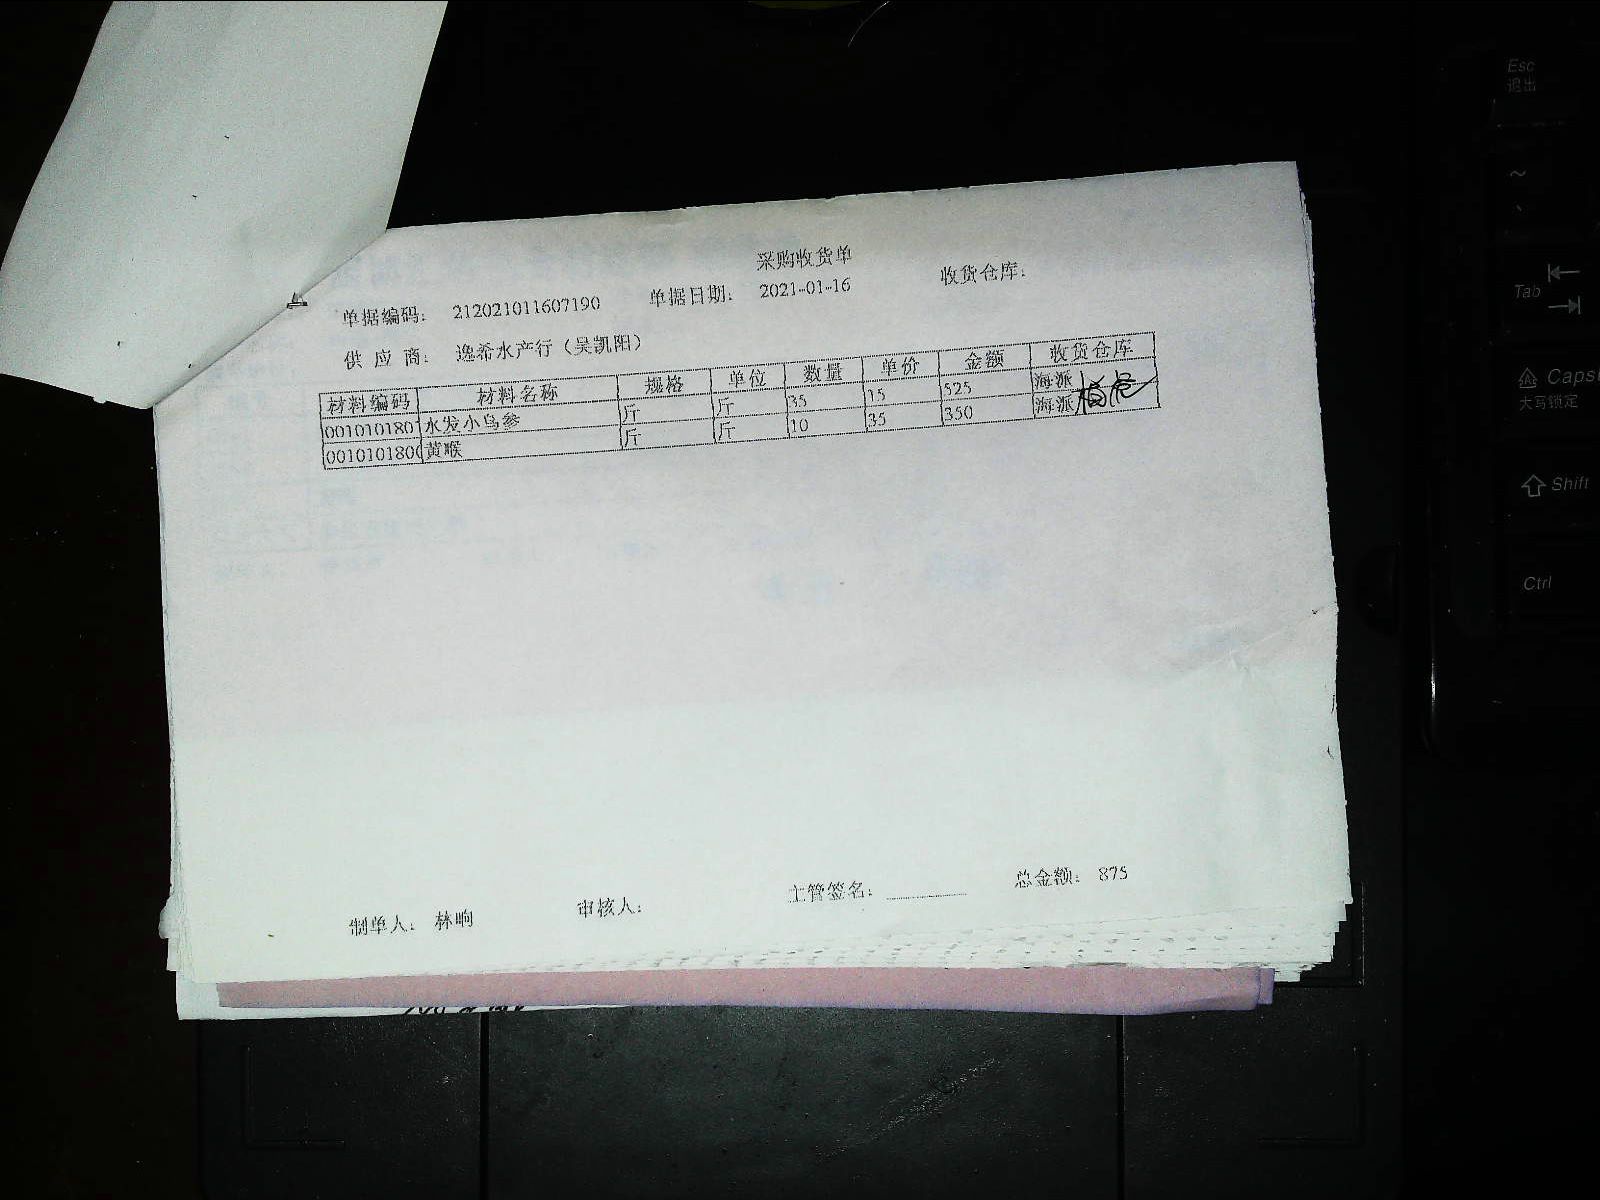 采购收货单
单据编码： 212021011607190 单据日期： 2021-01-16 收货仓库：
供 应 商： 逸希水产行（吴凯阳）
材料编码 材料名称 规格 单位 数量 单价 金额 收货仓库
001010180 水发小乌参 斤 斤 35 15 525 海派
001010180 黄喉 斤 斤 10 35 350 海派
制单人： 林响 审核人： 主管签名： 总金额： 875
Esc
退出
~
Tab
Caps
大写锁定
Shift
Ctrl